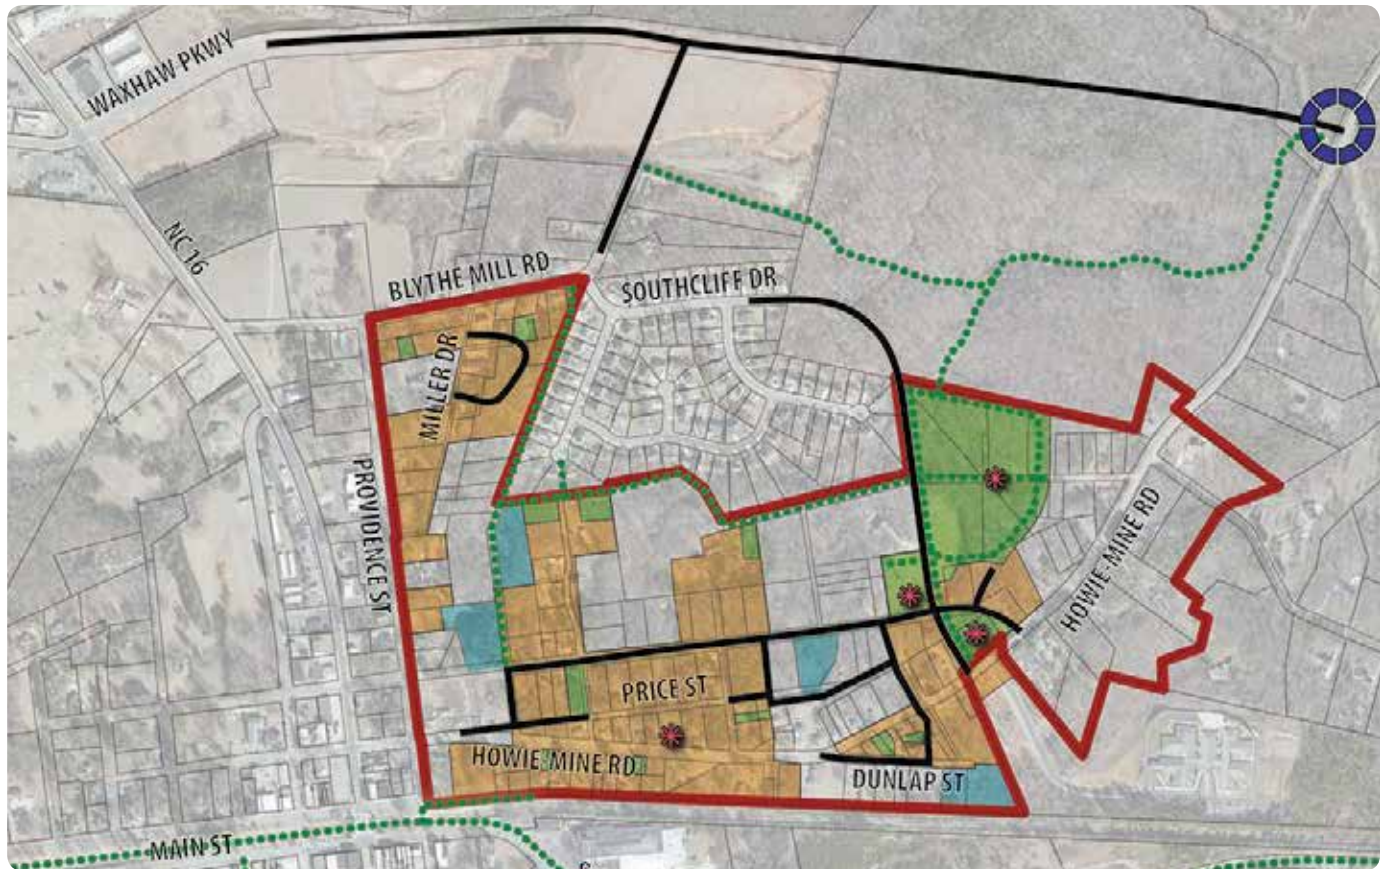 WAXHAW PKWY
NC 16
BLYTHE MILL RD
SOUTHCLIFF DR
MILLER DR
PROVIDENCE ST
HOWIE-MINE RD
PRICE ST
HOWIE-MINE RD
DUNLAP ST
MAIN ST